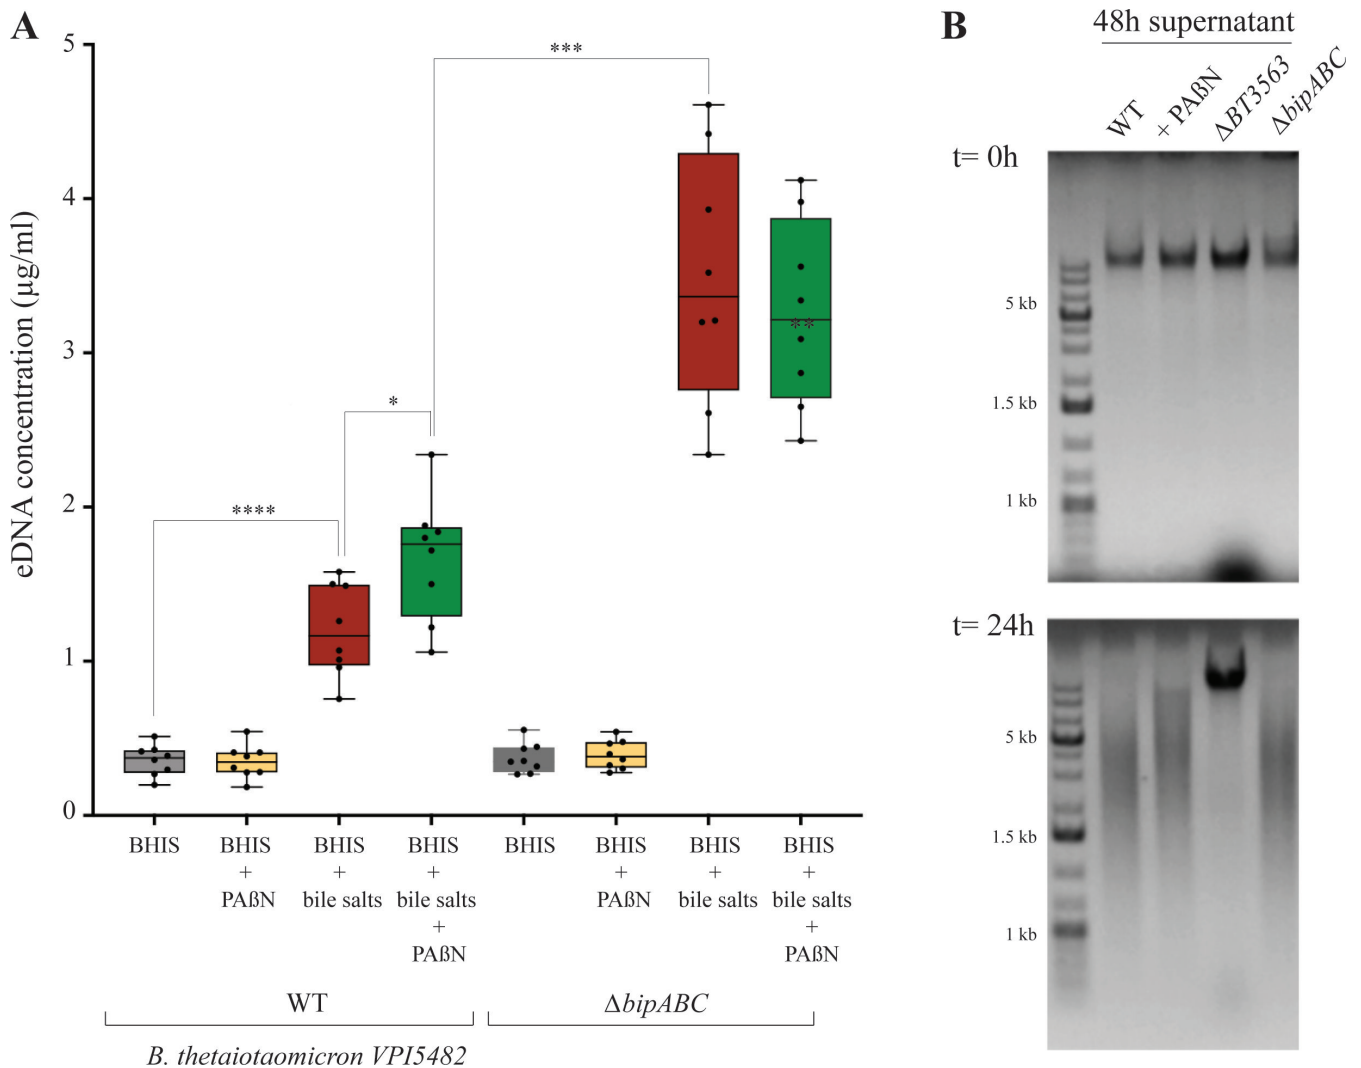 A
eDNA concentration (µg/ml)
5
4
3
2
1
0
****
*
***
**
BHIS
BHIS
+
PAßN
BHIS
+
bile salts
BHIS
+
bile salts
+
PAßN
BHIS
BHIS
+
PAßN
BHIS
+
bile salts
BHIS
+
bile salts
+
PAßN
WT
ΔbipABC
B. thetaiotaomicron VPI5482
B
48h supernatant
WT
+ PAßN
ΔBT3563
ΔbipABC
t= 0h
5 kb
1.5 kb
1 kb
t= 24h
5 kb
1.5 kb
1 kb